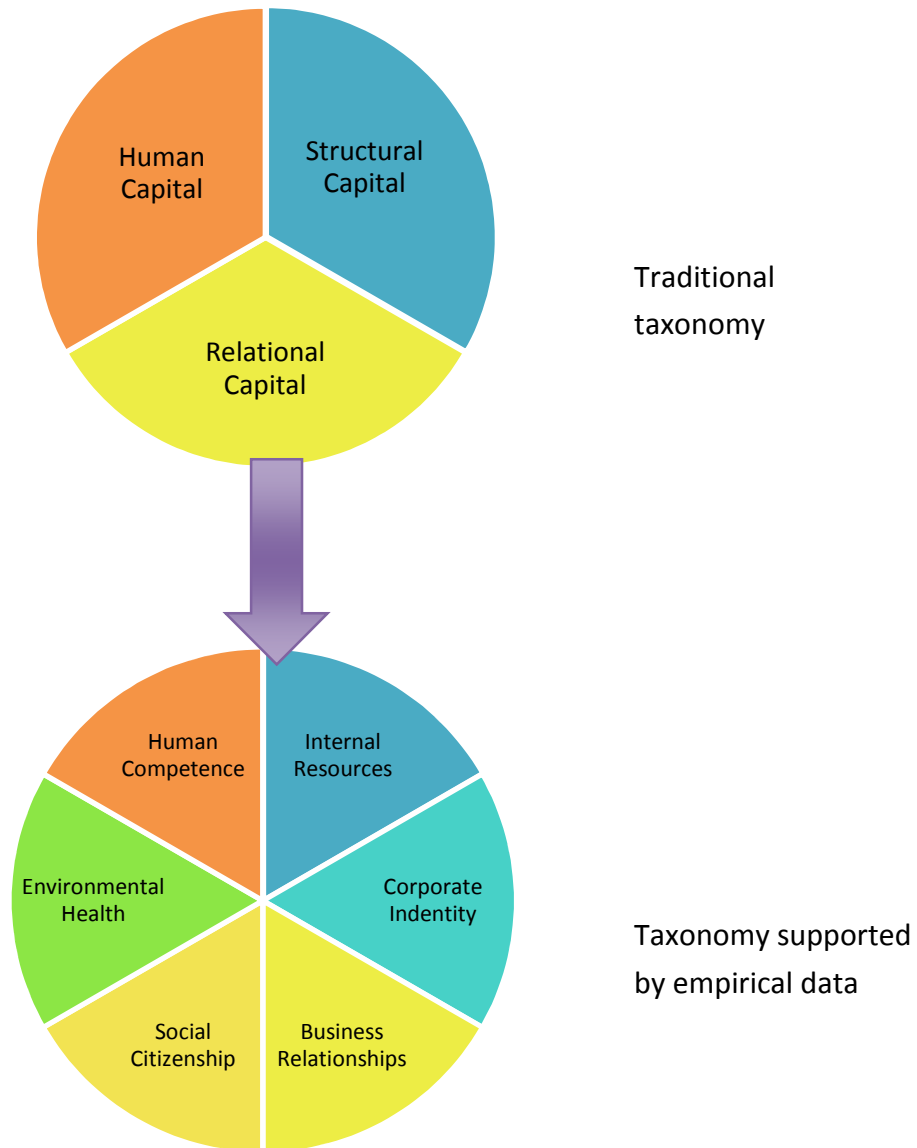 Human
Capital
Structural
Capital
Relational
Capital
Traditional
taxonomy
Human
Competence
Internal
Resources
Environmental
Health
Corporate
Indentity
Social
Citizenship
Business
Relationships
Taxonomy supported
by empirical data